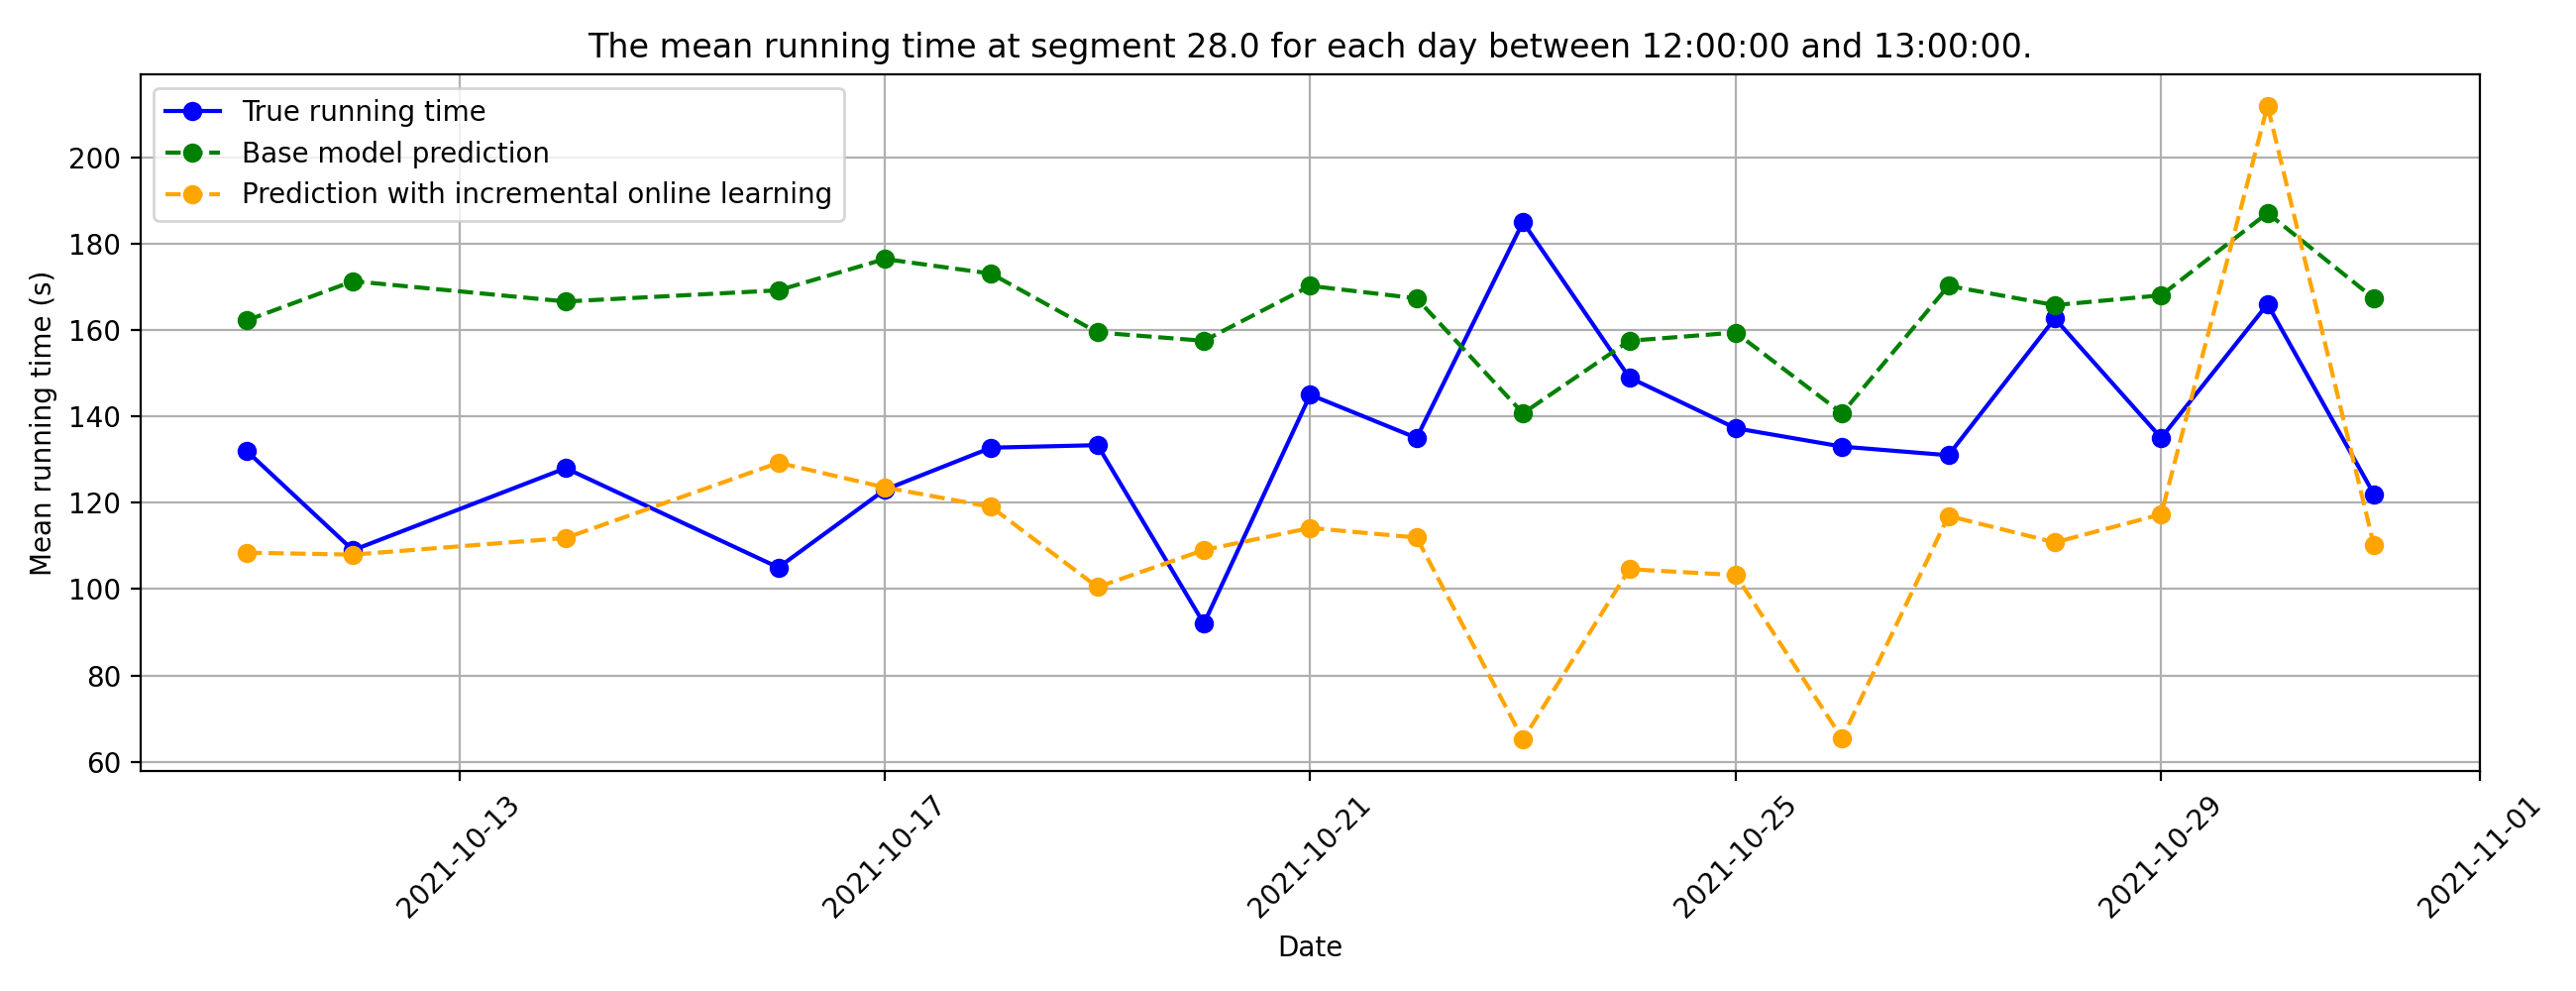 The mean running time at segment 28.0 for each day between 12:00:00 and 13:00:00.
True running time
Base model prediction
Prediction with incremental online learning
Mean running time (s)
200
180
160
140
120
100
80
60
2021-10-13
2021-10-17
2021-10-21
2021-10-25
2021-10-29
2021-11-01
Date